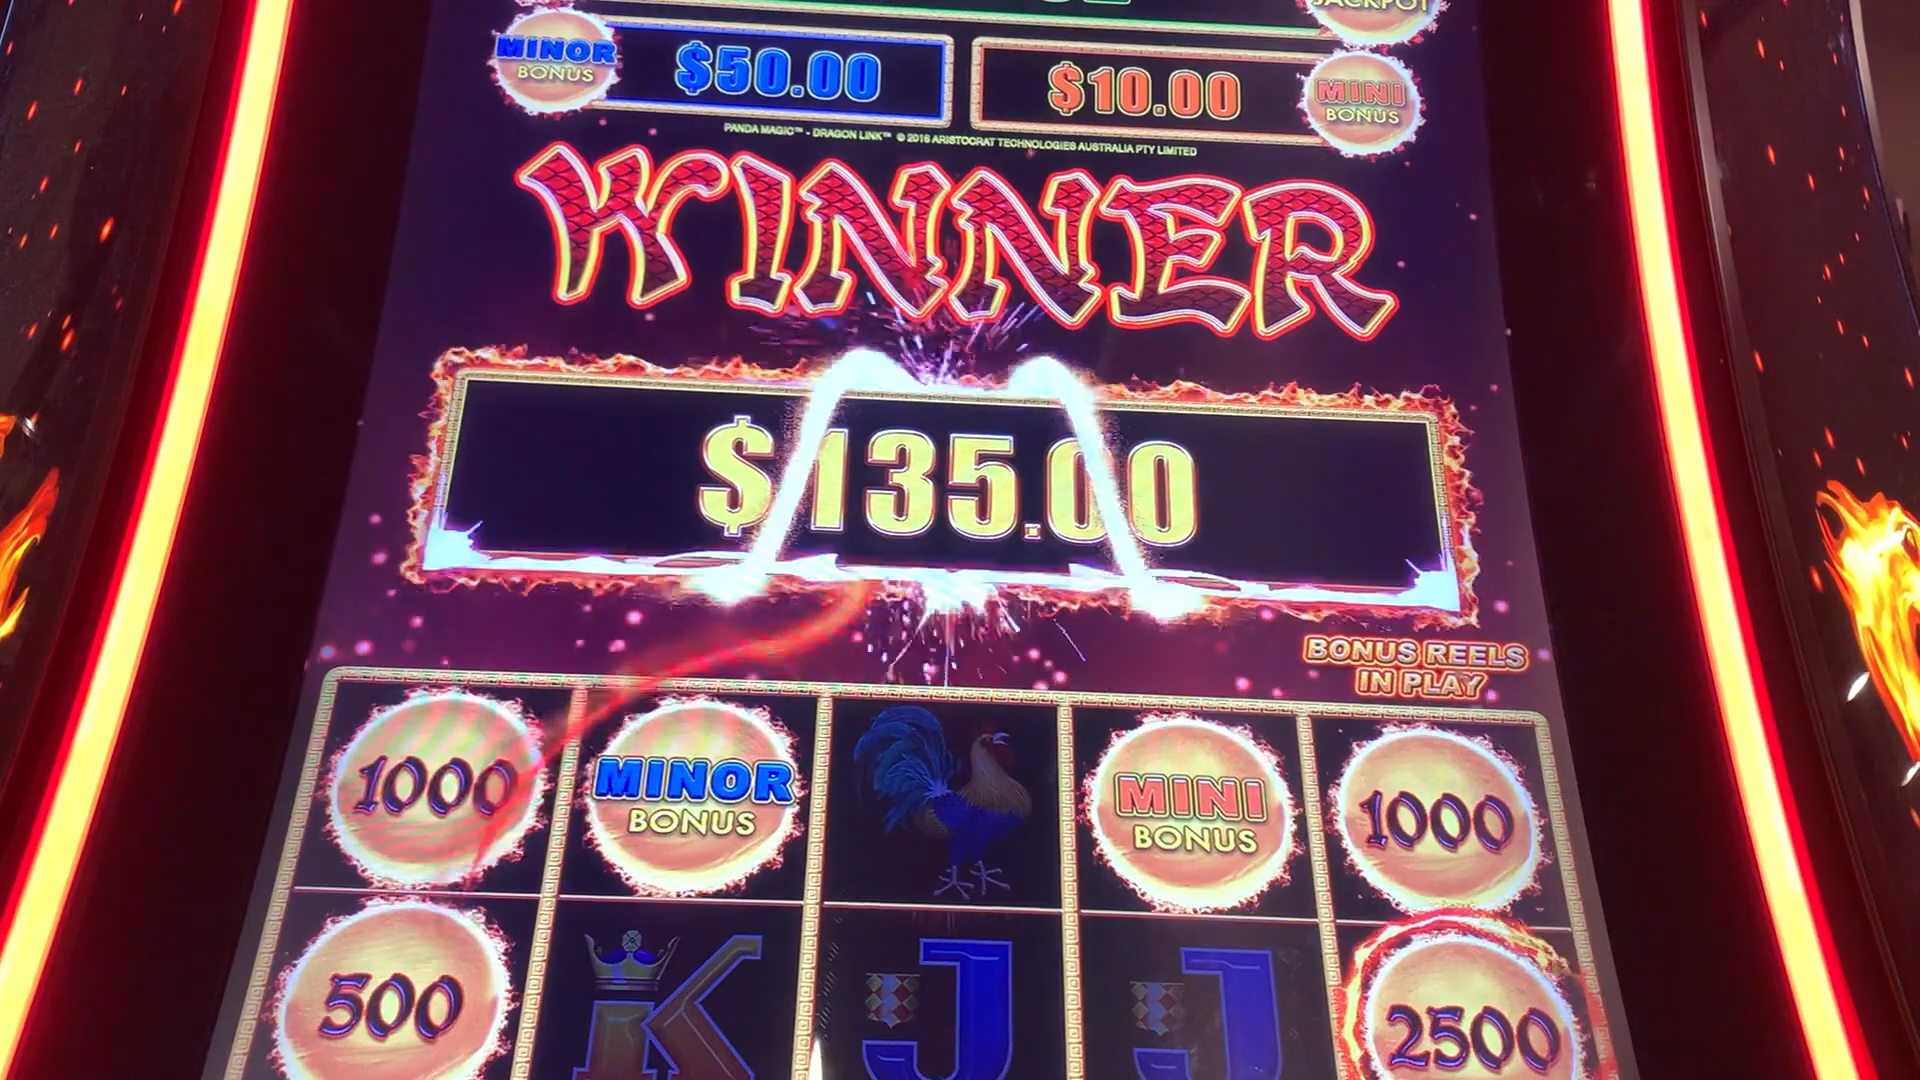 JACKPOT
MINOR
BONUS
$50.00
$10.00
MINI
BONUS
PANDA MAGIC™ - DRAGON LINK™ © 2016 ARISTOCRAT TECHNOLOGIES AUSTRALIA PTY LIMITED
WINNER
$135.00
BONUS REELS
IN PLAY
1000
MINOR
BONUS
MINI
BONUS
1000
500
K
J
J
2500